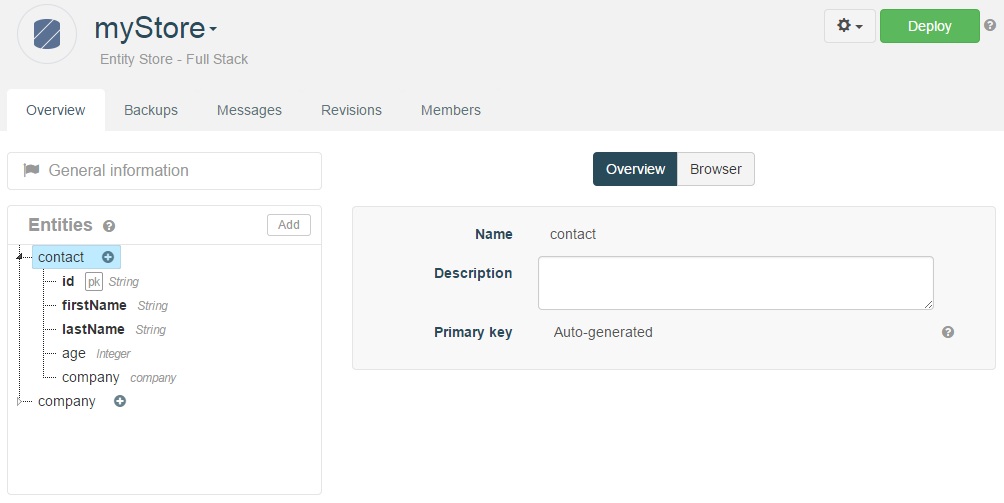 myStore
Deploy
Entity Store - Full Stack
Overview Backups Messages Revisions Members
General information
Overview Browser
Entities
Add
contact
id pk String
firstName String
lastName String
age Integer
company company
company
Name contact
Description
Primary key Auto-generated